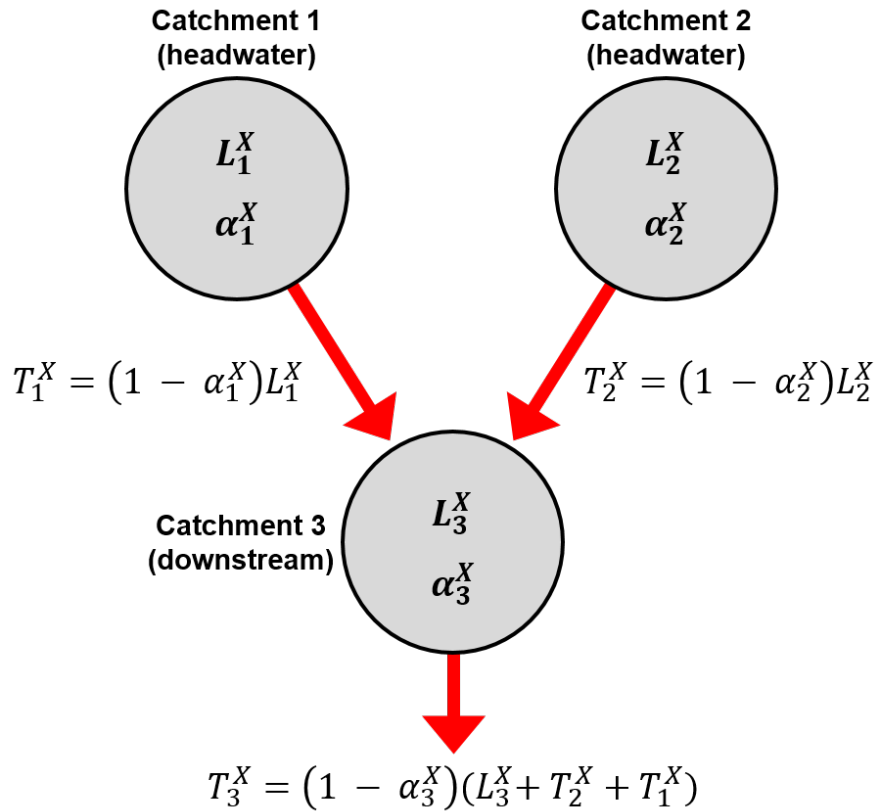 Catchment 1
(headwater)
Catchment 2
(headwater)
L₁ˣ
α₁ˣ
L₂ˣ
α₂ˣ
T₁ˣ = (1 − α₁ˣ)L₁ˣ
T₂ˣ = (1 − α₂ˣ)L₂ˣ
Catchment 3
(downstream)
L₃ˣ
α₃ˣ
T₃ˣ = (1 − α₃ˣ)(L₃ˣ + T₂ˣ + T₁ˣ)